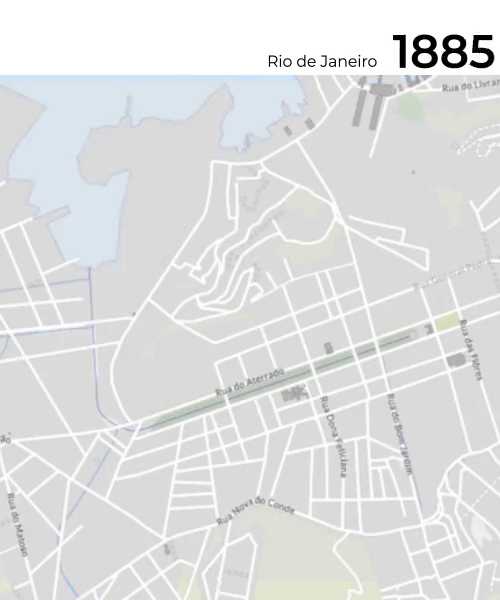 Rio de Janeiro 1885
Rua do Livra
Rua das Flores
Rua do Aterrado
Rua Dona Feliciana
Rua do Bom Jardim
Rua Nova do Conde
Rua do Matoso